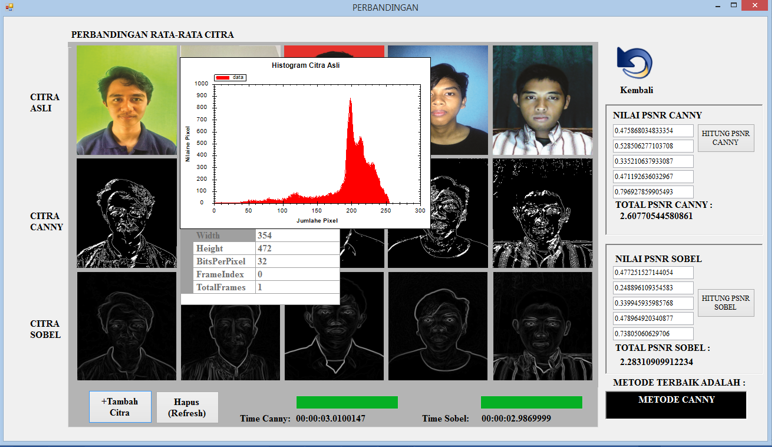 PERBANDINGAN
PERBANDINGAN RATA-RATA CITRA
Histogram Citra Asli
data
Nilaine Pixel
1000
900
800
700
600
500
400
300
200
100
0
0 50 100 150 200 250 300
Jumlahe Pixel
Width 354
Height 472
BitsPerPixel 32
FrameIndex 0
TotalFrames 1
CITRA
ASLI
CITRA
CANNY
CITRA
SOBEL
+Tambah
Citra
Hapus
(Refresh)
Time Canny: 00:00:03.0100147
Time Sobel: 00:00:02.9869999
Kembali
NILAI PSNR CANNY
0.475868034833354
0.528506277103708
0.335210637933087
0.471192636032967
0.796927859905493
HITUNG PSNR
CANNY
TOTAL PSNR CANNY :
2.60770544580861
NILAI PSNR SOBEL
0.477251527144054
0.248896109354583
0.339945935985768
0.478964920340877
0.73805060629706
HITUNG PSNR
SOBEL
TOTAL PSNR SOBEL :
2.28310909912234
METODE TERBAIK ADALAH :
METODE CANNY